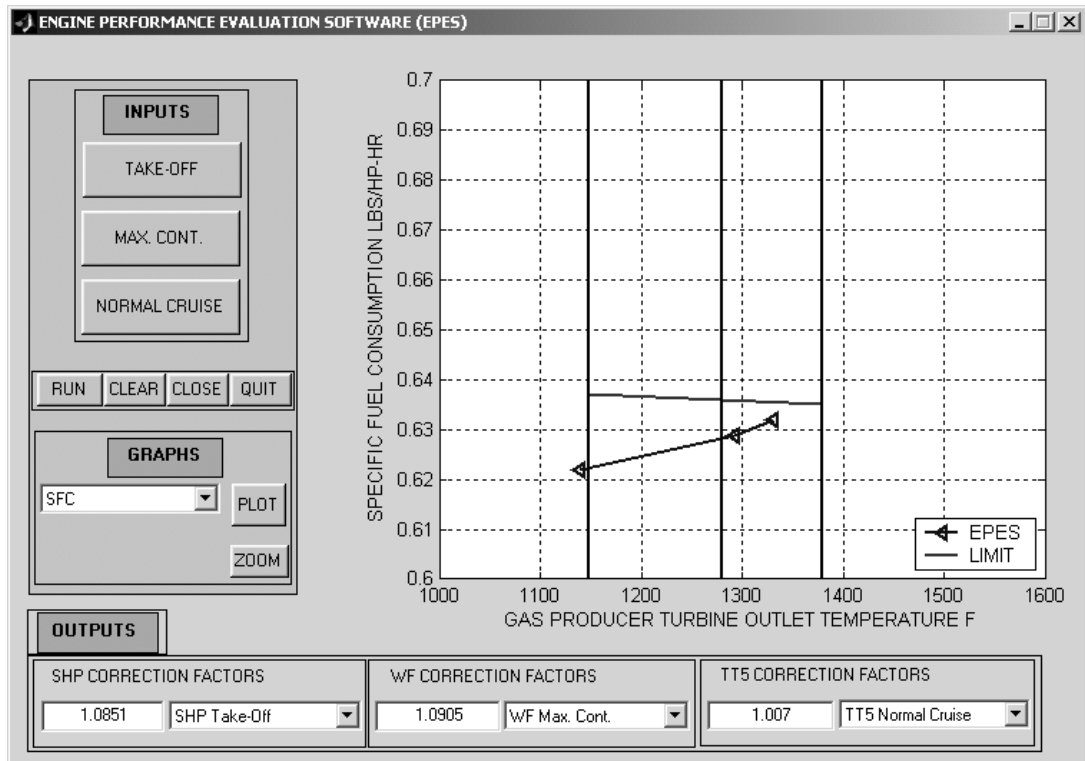 ENGINE PERFORMANCE EVALUATION SOFTWARE (EPES)
INPUTS
TAKE-OFF
MAX. CONT.
NORMAL CRUISE
RUN CLEAR CLOSE QUIT
GRAPHS
SFC
PLOT
ZOOM
SPECIFIC FUEL CONSUMPTION LBS/HP-HR
0.7
0.69
0.68
0.67
0.66
0.65
0.64
0.63
0.62
0.61
0.6
1000 1100 1200 1300 1400 1500 1600
GAS PRODUCER TURBINE OUTLET TEMPERATURE F
EPES
LIMIT
OUTPUTS
SHP CORRECTION FACTORS
1.0851 SHP Take-Off
WF CORRECTION FACTORS
1.0905 WF Max. Cont.
TT5 CORRECTION FACTORS
1.007 TT5 Normal Cruise